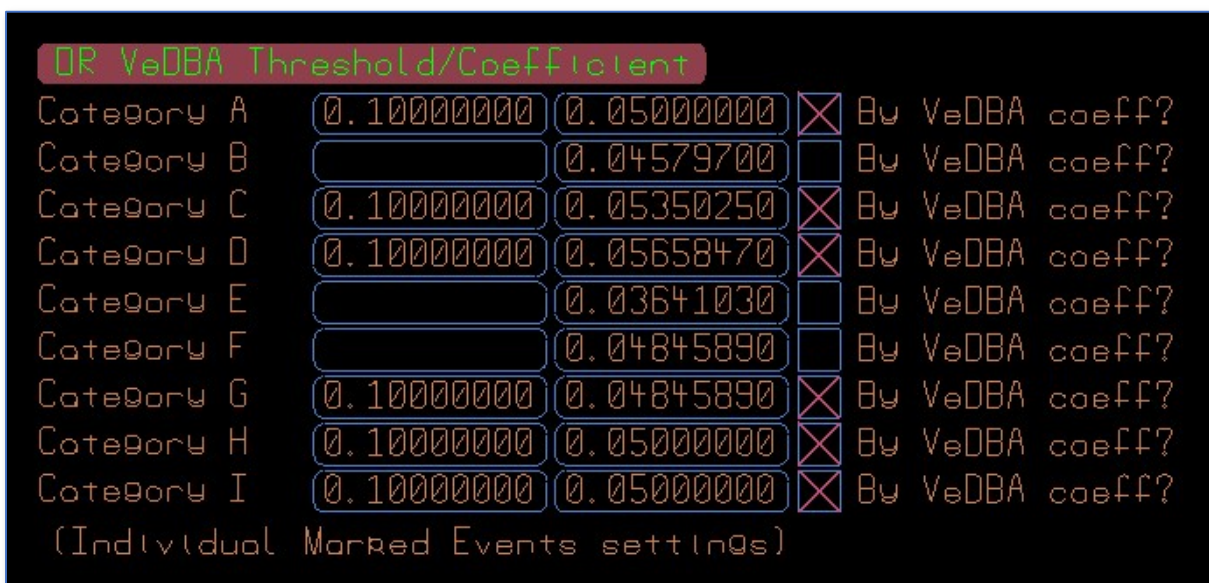 OR VeDBA Threshold/Coefficient
Category A 0.10000000 0.05000000 By VeDBA coeff?
Category B 0.04579700 By VeDBA coeff?
Category C 0.10000000 0.05350250 By VeDBA coeff?
Category D 0.10000000 0.05658470 By VeDBA coeff?
Category E 0.03641030 By VeDBA coeff?
Category F 0.04845890 By VeDBA coeff?
Category G 0.10000000 0.04845890 By VeDBA coeff?
Category H 0.10000000 0.05000000 By VeDBA coeff?
Category I 0.10000000 0.05000000 By VeDBA coeff?
(Individual Marked Events settings)